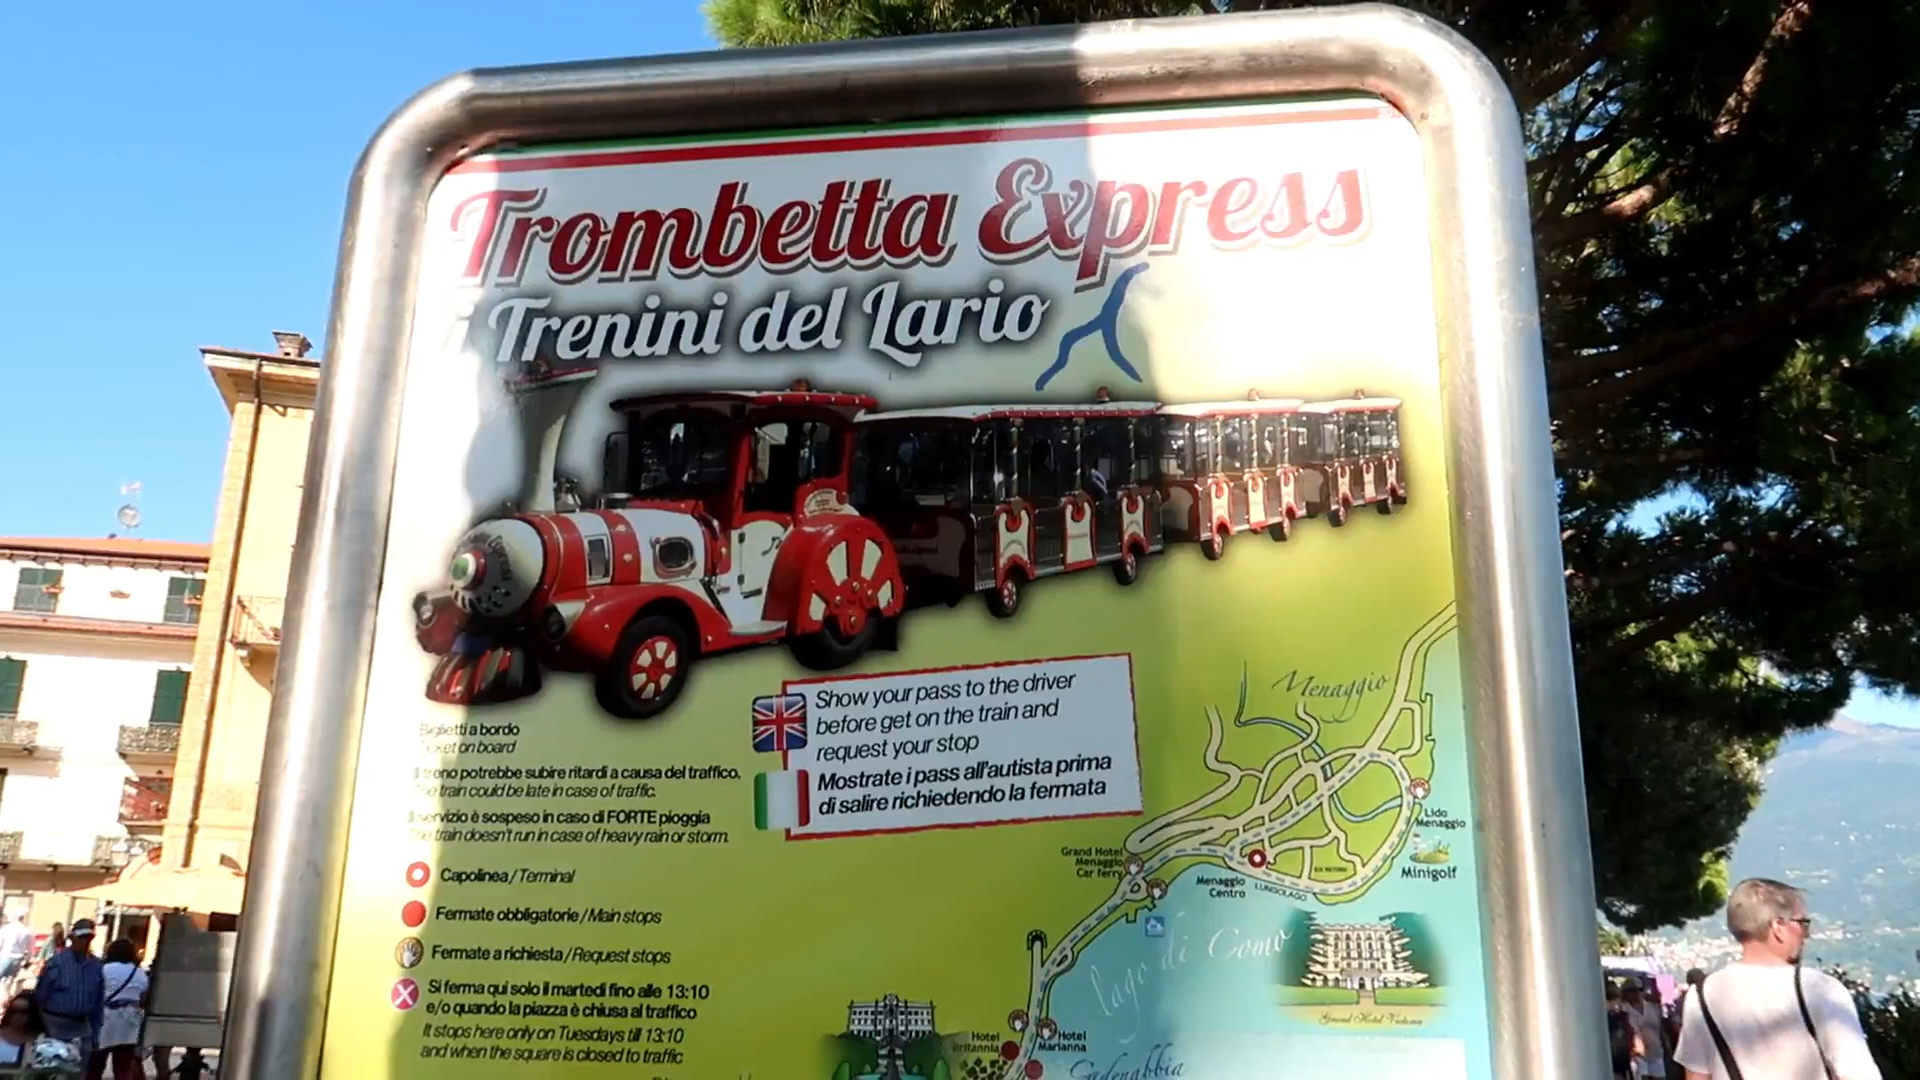 Trombetta Express
i Trenini del Lario
Show your pass to the driver
before get on the train and
request your stop
Mostrate i pass all'autista prima
di salire richiedendo la fermata
Biglietti a bordo
Ticket on board
Il treno potrebbe subire ritardi a causa del traffico.
The train could be late in case of traffic.
Il servizio è sospeso in caso di FORTE pioggia
The train doesn't run in case of heavy rain or storm.
Capolinea / Terminal
Fermate obbligatorie / Main stops
Fermate a richiesta / Request stops
Si ferma qui solo il martedì fino alle 13:10
e/o quando la piazza è chiusa al traffico
It stops here only on Tuesdays till 13:10
and when the square is closed to traffic
Menaggio
Lido
Menaggio
Minigolf
Grand Hotel
Menaggio
Car ferry
Menaggio
Centro
LUNGOLAGO
lago di Como
Grand Hotel Victoria
Hotel
Britannia
Hotel
Marianna
Cadenabbia